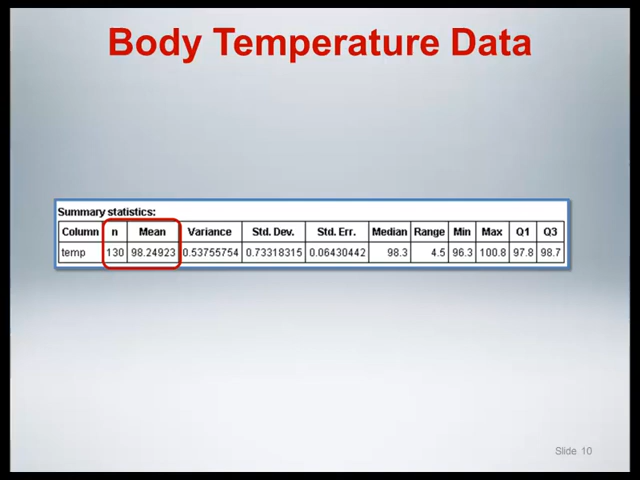 Body Temperature Data
Summary statistics:
Column n Mean Variance Std. Dev. Std. Err. Median Range Min Max Q1 Q3
temp 130 98.24923 0.53755754 0.73318315 0.06430442 98.3 4.5 96.3 100.8 97.8 98.7
Slide 10